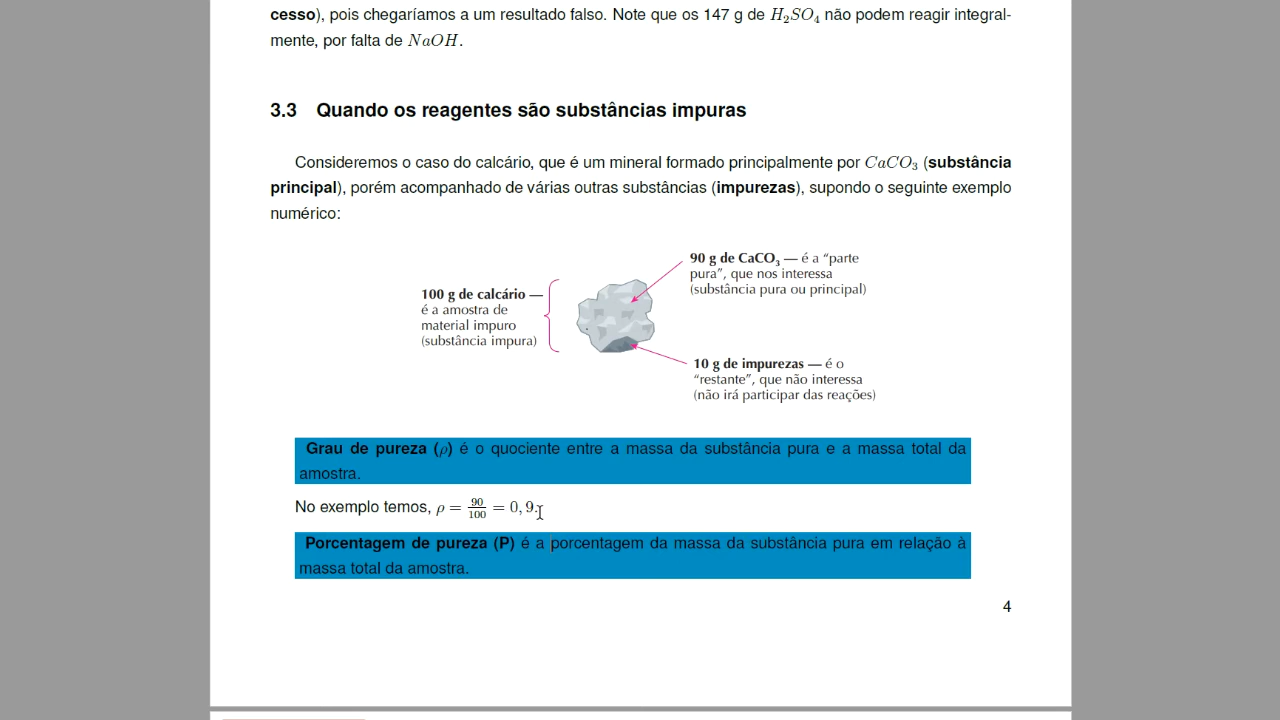 cesso), pois chegaríamos a um resultado falso. Note que os 147 g de H₂SO₄ não podem reagir integral-
mente, por falta de NaOH.
3.3 Quando os reagentes são substâncias impuras
Consideremos o caso do calcário, que é um mineral formado principalmente por CaCO₃ (substância
principal), porém acompanhado de várias outras substâncias (impurezas), supondo o seguinte exemplo
numérico:
100 g de calcário —
é a amostra de
material impuro
(substância impura)
90 g de CaCO₃ — é a “parte
pura”, que nos interessa
(substância pura ou principal)
10 g de impurezas — é o
“restante”, que não interessa
(não irá participar das reações)
Grau de pureza (ρ) é o quociente entre a massa da substância pura e a massa total da
amostra.
No exemplo temos, ρ = 90/100 = 0,9.
Porcentagem de pureza (P) é a porcentagem da massa da substância pura em relação à
massa total da amostra.
4